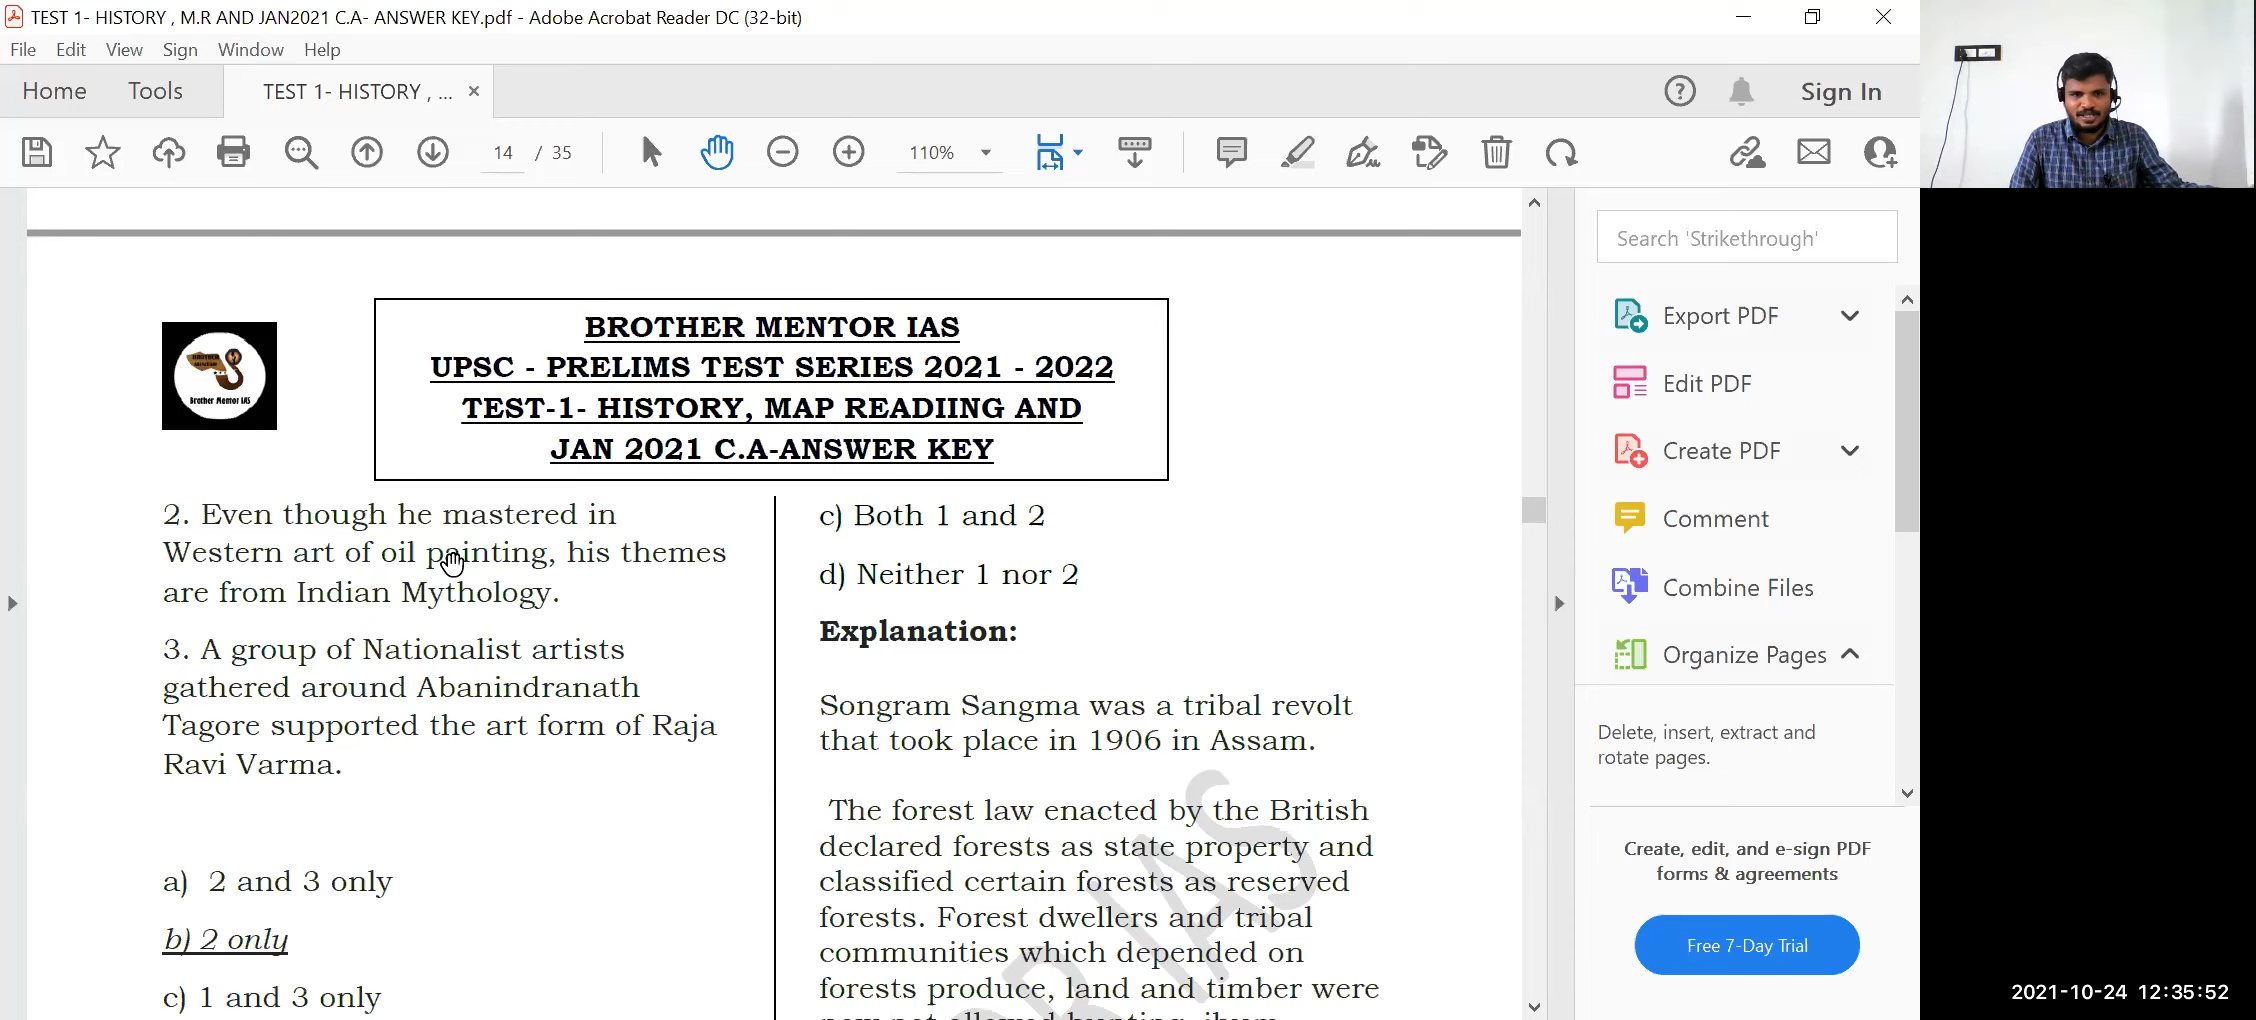 TEST 1- HISTORY , M.R AND JAN2021 C.A- ANSWER KEY.pdf - Adobe Acrobat Reader DC (32-bit)
File Edit View Sign Window Help
Home Tools TEST 1- HISTORY , ... × Sign In
14 / 35 110%
BROTHER MENTOR IAS
UPSC - PRELIMS TEST SERIES 2021 - 2022
TEST-1- HISTORY, MAP READIING AND
JAN 2021 C.A-ANSWER KEY
Brother Mentor IAS
2. Even though he mastered in
Western art of oil painting, his themes
are from Indian Mythology.
3. A group of Nationalist artists
gathered around Abanindranath
Tagore supported the art form of Raja
Ravi Varma.
a) 2 and 3 only
b) 2 only
c) 1 and 3 only
c) Both 1 and 2
d) Neither 1 nor 2
Explanation:
Songram Sangma was a tribal revolt
that took place in 1906 in Assam.
The forest law enacted by the British
declared forests as state property and
classified certain forests as reserved
forests. Forest dwellers and tribal
communities which depended on
forests produce, land and timber were
Search 'Strikethrough'
Export PDF
Edit PDF
Create PDF
Comment
Combine Files
Organize Pages
Delete, insert, extract and
rotate pages.
Create, edit, and e-sign PDF
forms & agreements
Free 7-Day Trial
2021-10-24 12:35:52